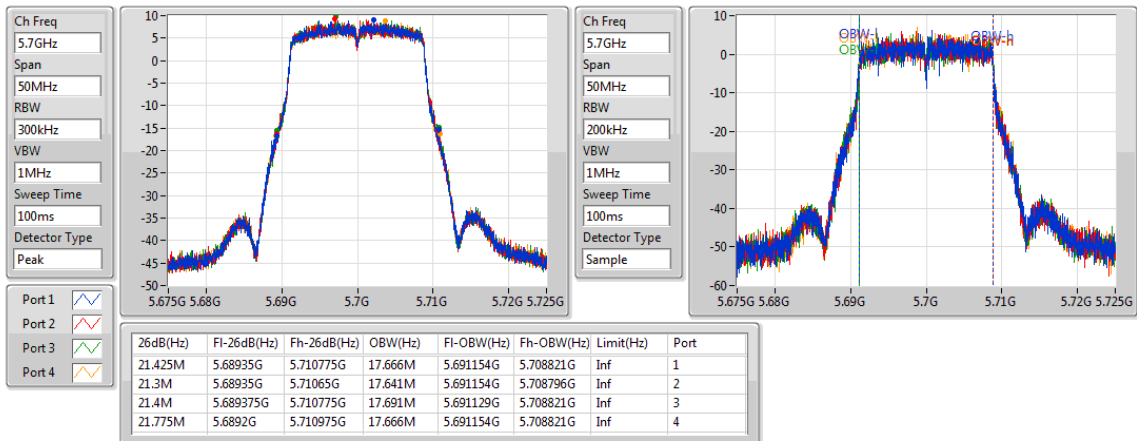 Ch Freq
5.7GHz
Span
50MHz
RBW
300kHz
VBW
1MHz
Sweep Time
100ms
Detector Type
Peak
10
5
0
-5
-10
-15
-20
-25
-30
-35
-40
-45
-50
5.675G 5.68G 5.69G 5.7G 5.71G 5.72G 5.725G
Ch Freq
5.7GHz
Span
50MHz
RBW
200kHz
VBW
1MHz
Sweep Time
100ms
Detector Type
Sample
10
0
-10
-20
-30
-40
-50
-60
OBW-l
OBW-h
5.675G 5.68G 5.69G 5.7G 5.71G 5.72G 5.725G
Port 1
Port 2
Port 3
Port 4
26dB(Hz) Fl-26dB(Hz) Fh-26dB(Hz) OBW(Hz) Fl-OBW(Hz) Fh-OBW(Hz) Limit(Hz) Port
21.425M 5.68935G 5.710775G 17.666M 5.691154G 5.708821G Inf 1
21.3M 5.68935G 5.71065G 17.641M 5.691154G 5.708796G Inf 2
21.4M 5.689375G 5.710775G 17.691M 5.691129G 5.708821G Inf 3
21.775M 5.6892G 5.710975G 17.666M 5.691154G 5.708821G Inf 4